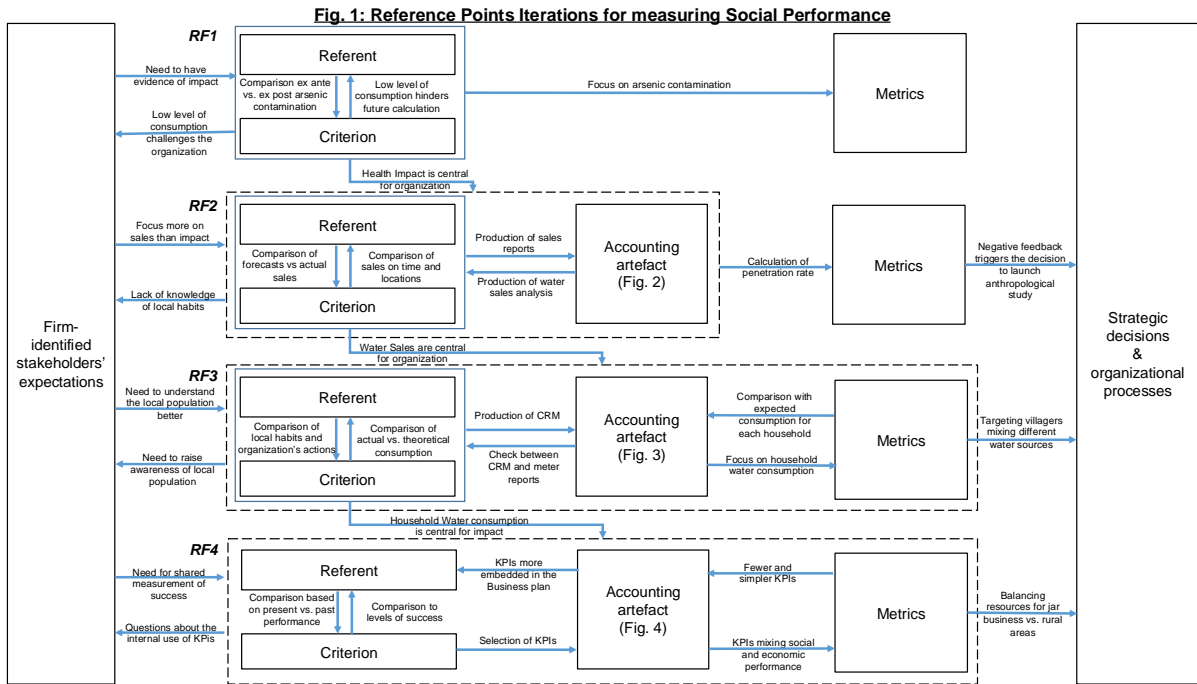 Fig. 1: Reference Points Iterations for measuring Social Performance
Firm-
identified
stakeholders’
expectations
RF1
Need to have
evidence of impact
Low level of
consumption
challenges the
organization
Referent
Comparison ex ante
vs. ex post arsenic
contamination
Low level of
consumption hinders
future calculation
Criterion
Focus on arsenic contamination
Metrics
Health Impact is central
for organization
RF2
Focus more on
sales than impact
Lack of knowledge
of local habits
Referent
Comparison of
forecasts vs actual
sales
Comparison of
sales on time and
locations
Criterion
Production of sales
reports
Production of water
sales analysis
Accounting
artefact
(Fig. 2)
Calculation of
penetration rate
Metrics
Negative feedback
triggers the decision
to launch
anthropological
study
Water Sales are central
for organization
RF3
Need to understand
the local population
better
Need to raise
awareness of local
population
Referent
Comparison of
local habits and
organization’s actions
Comparison of
actual vs. theoretical
consumption
Criterion
Production of CRM
Check between
CRM and meter
reports
Accounting
artefact
(Fig. 3)
Comparison with
expected
consumption for
each household
Focus on household
water consumption
Metrics
Targeting villagers
mixing different
water sources
Household Water consumption
is central for impact
RF4
Need for shared
measurement of
success
Questions about the
internal use of KPIs
Referent
Comparison based
on present vs. past
performance
Comparison to
levels of success
Criterion
KPIs more
embedded in the
Business plan
Selection of KPIs
Accounting
artefact
(Fig. 4)
Fewer and
simpler KPIs
KPIs mixing social
and economic
performance
Metrics
Balancing
resources for jar
business vs. rural
areas
Strategic
decisions
&
organizational
processes